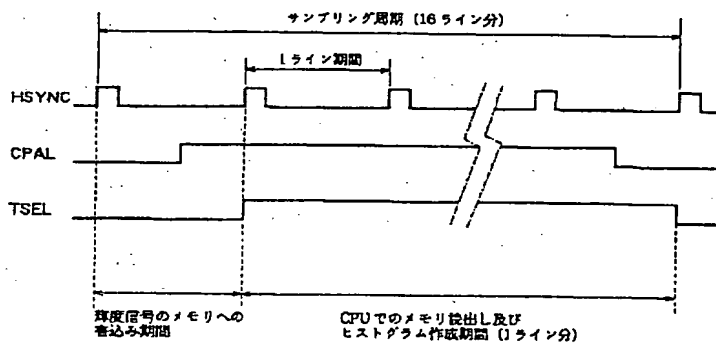 サンプリング周期 (16ライン分)
1ライン期間
HSYNC
CPAL
TSEL
輝度信号のメモリへの
書込み期間
CPUでのメモリ読出し及び
ヒストグラム作成期間 (1ライン分)